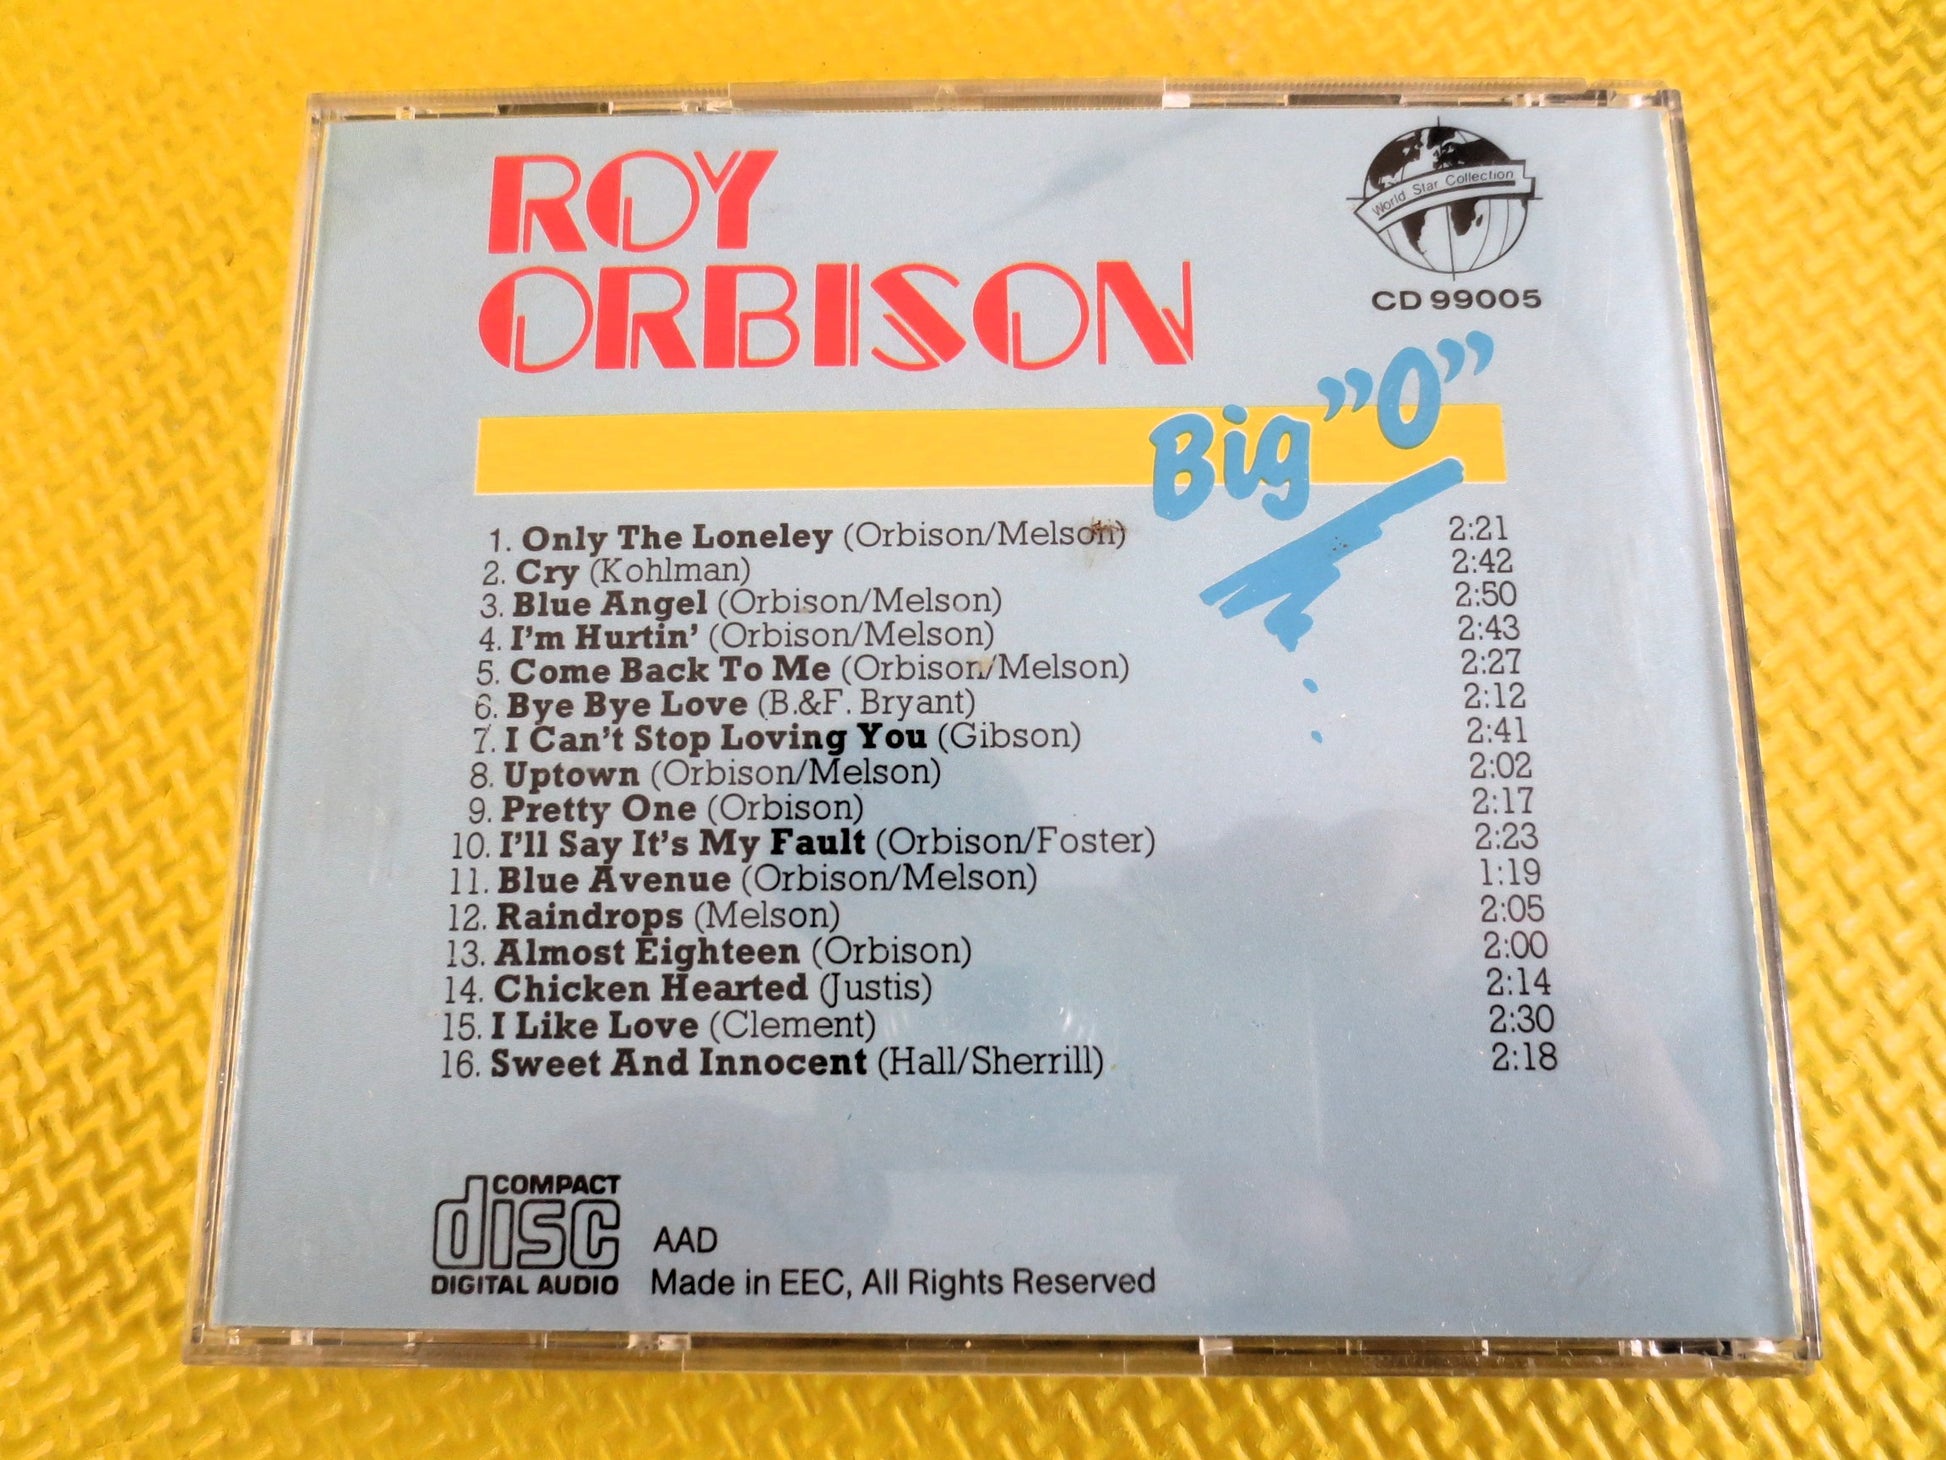 ROY
ORBISON
World Star Collection
CD 99005
Big ”O”
1. Only The Loneley (Orbison/Melson) 2:21
2. Cry (Kohlman) 2:42
3. Blue Angel (Orbison/Melson) 2:50
4. I'm Hurtin' (Orbison/Melson) 2:43
5. Come Back To Me (Orbison/Melson) 2:27
6. Bye Bye Love (B.&F. Bryant) 2:12
7. I Can't Stop Loving You (Gibson) 2:41
8. Uptown (Orbison/Melson) 2:02
9. Pretty One (Orbison) 2:17
10. I'll Say It's My Fault (Orbison/Foster) 2:23
11. Blue Avenue (Orbison/Melson) 1:19
12. Raindrops (Melson) 2:05
13. Almost Eighteen (Orbison) 2:00
14. Chicken Hearted (Justis) 2:14
15. I Like Love (Clement) 2:30
16. Sweet And Innocent (Hall/Sherrill) 2:18
COMPACT
disc
DIGITAL AUDIO
AAD
Made in EEC, All Rights Reserved